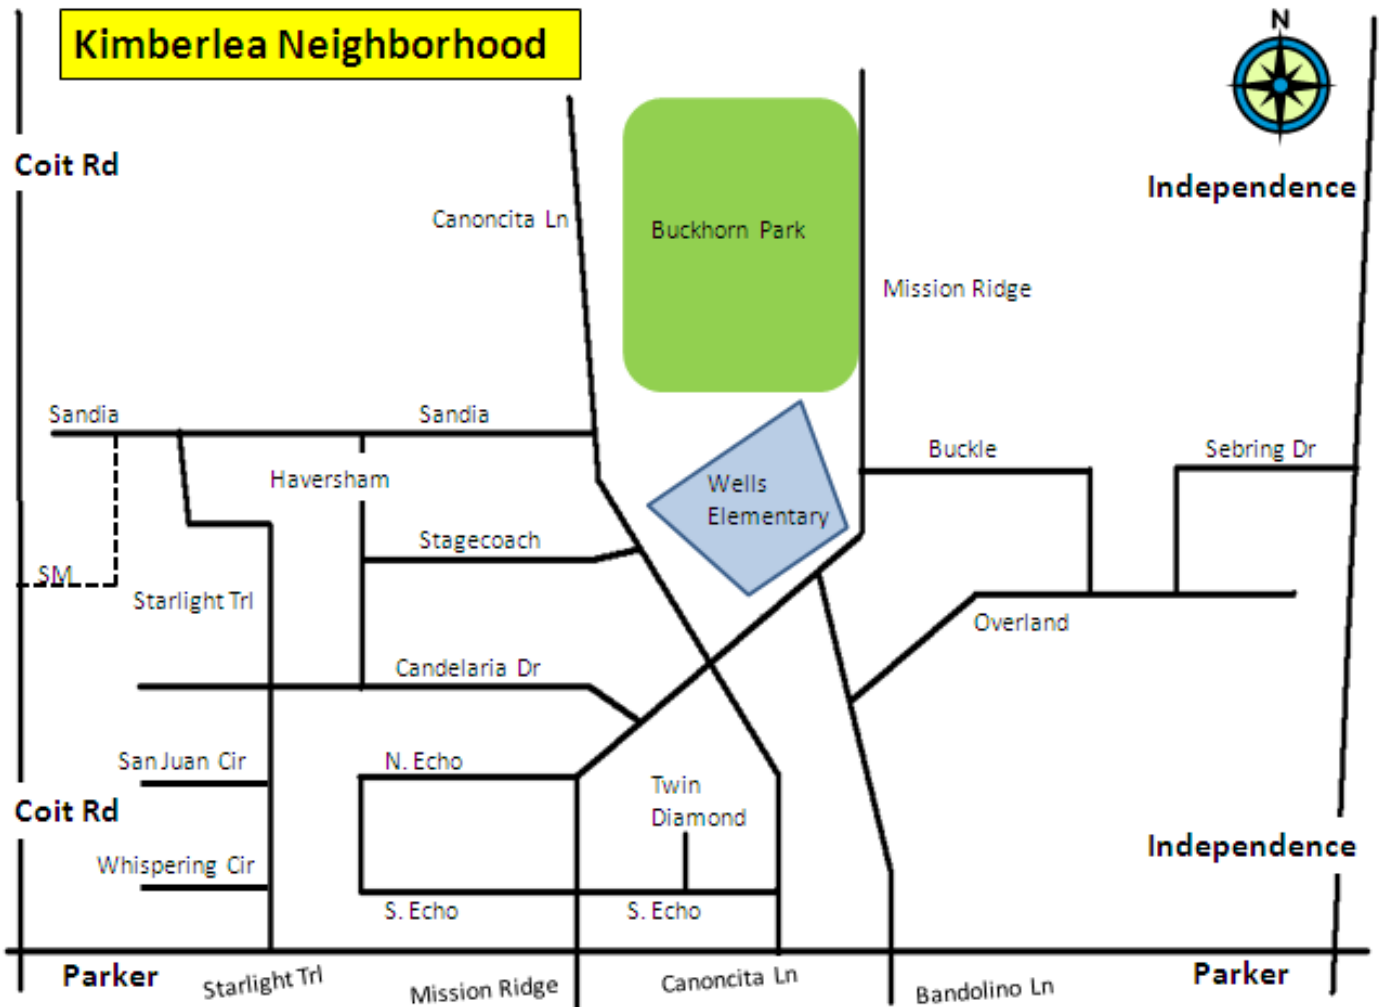 Kimberlea Neighborhood
N
Coit Rd
Independence
Canoncita Ln
Buckhorn Park
Mission Ridge
Sandia
Sandia
Buckle
Sebring Dr
Haversham
Wells
Elementary
Stagecoach
SM
Starlight Trl
Overland
Candelaria Dr
San Juan Cir
N. Echo
Twin
Diamond
Coit Rd
Independence
Whispering Cir
S. Echo
S. Echo
Parker
Starlight Trl
Mission Ridge
Canoncita Ln
Bandolino Ln
Parker